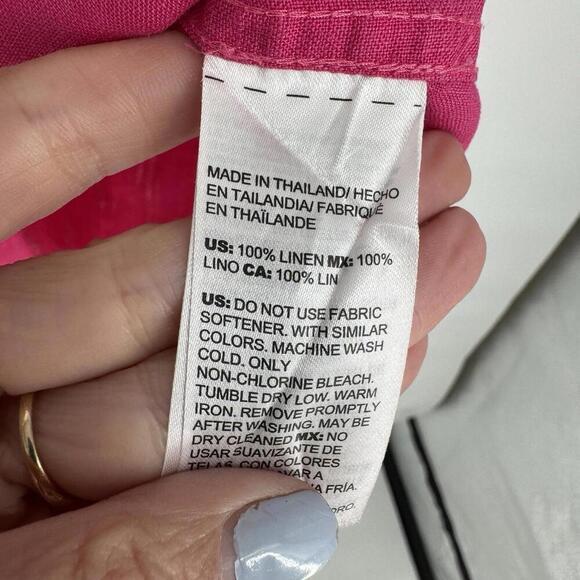 MADE IN THAILAND/ HECHO
EN TAILANDIA/ FABRIQUÉ
EN THAÏLANDE
US: 100% LINEN MX: 100%
LINO CA: 100% LIN
US: DO NOT USE FABRIC
SOFTENER. WITH SIMILAR
COLORS. MACHINE WASH
COLD. ONLY
NON-CHLORINE BLEACH.
TUMBLE DRY LOW. WARM
IRON. REMOVE PROMPTLY
AFTER WASHING. MAY BE
DRY CLEANED MX: NO
USAR SUAVIZANTE DE
TELAS. CON COLORES
FRÍA.